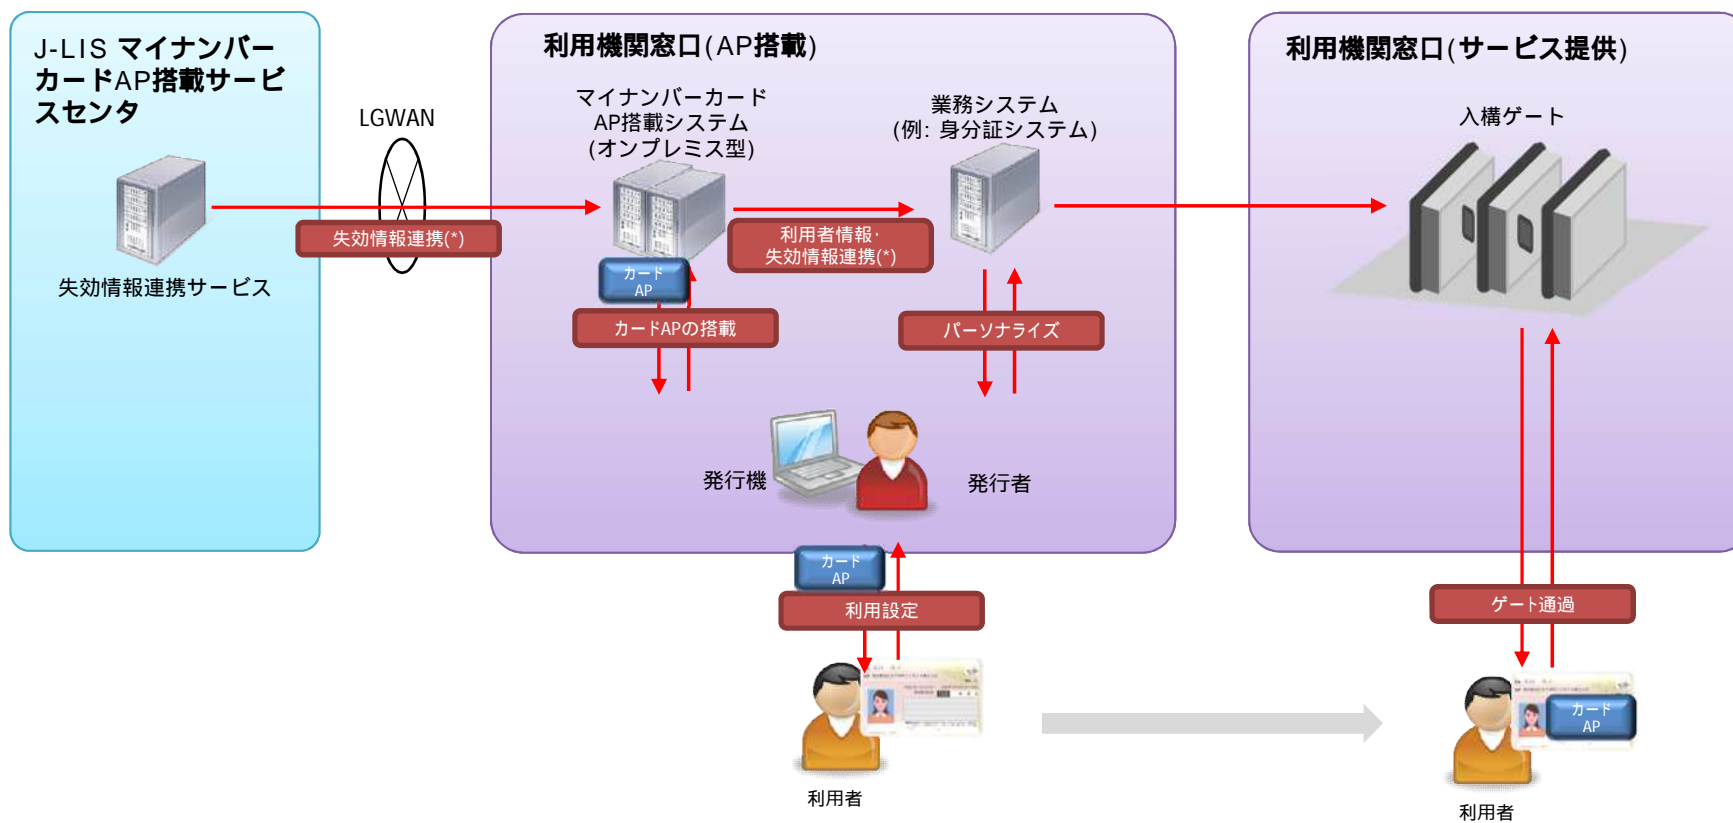 J-LIS マイナンバー
カードAP搭載サービ
スセンタ
失効情報連携サービス
LGWAN
失効情報連携(*)
利用機関窓口(AP搭載)
マイナンバーカード
AP搭載システム
(オンプレミス型)
業務システム
(例: 身分証システム)
利用者情報・
失効情報連携(*)
カード
AP
カードAPの搭載
パーソナライズ
発行機
発行者
カード
AP
利用設定
利用者
利用機関窓口(サービス提供)
入構ゲート
ゲート通過
カード
AP
利用者